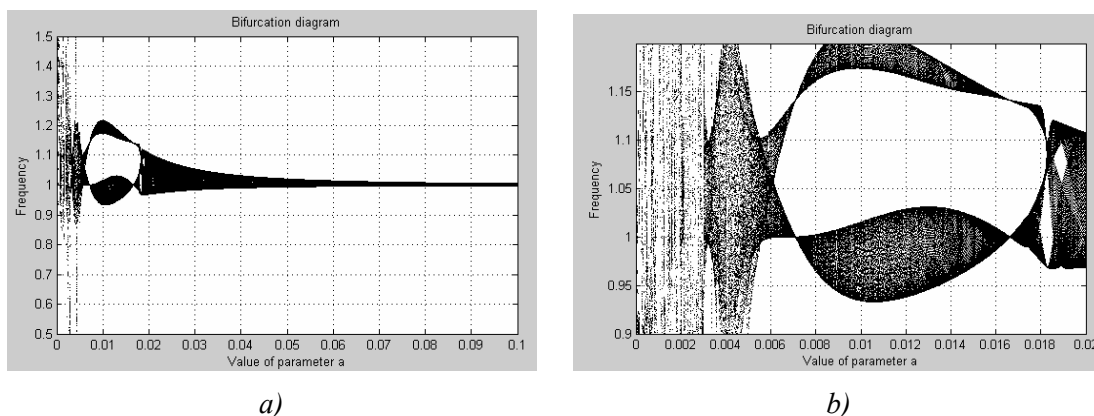 Bifurcation diagram
1.5
1.4
1.3
1.2
1.1
1
0.9
0.8
0.7
0.6
0.5
Frequency
0 0.01 0.02 0.03 0.04 0.05 0.06 0.07 0.08 0.09 0.1
Value of parameter a
a)
Bifurcation diagram
1.15
1.1
1.05
1
0.95
0.9
Frequency
0 0.002 0.004 0.006 0.008 0.01 0.012 0.014 0.016 0.018 0.02
Value of parameter a
b)